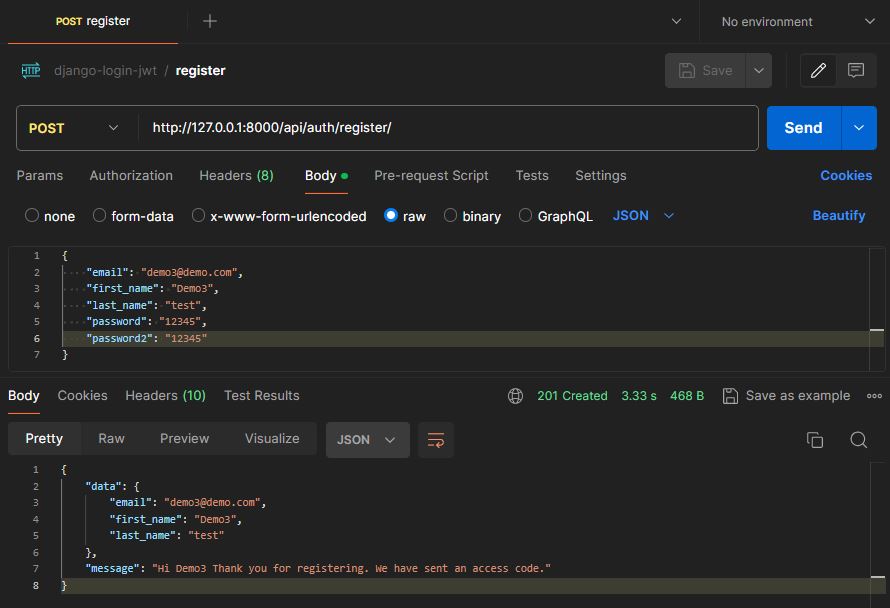 POST register
No environment
HTTP django-login-jwt / register
Save
POST http://127.0.0.1:8000/api/auth/register/
Send
Params Authorization Headers (8) Body Pre-request Script Tests Settings Cookies
none form-data x-www-form-urlencoded raw binary GraphQL JSON Beautify
1 {
2 "email": "demo3@demo.com",
3 "first_name": "Demo3",
4 "last_name": "test",
5 "password": "12345",
6 "password2": "12345"
7 }
Body Cookies Headers (10) Test Results 201 Created 3.33 s 468 B Save as example
Pretty Raw Preview Visualize JSON
1 {
2 "data": {
3 "email": "demo3@demo.com",
4 "first_name": "Demo3",
5 "last_name": "test"
6 },
7 "message": "Hi Demo3 Thank you for registering. We have sent an access code."
8 }